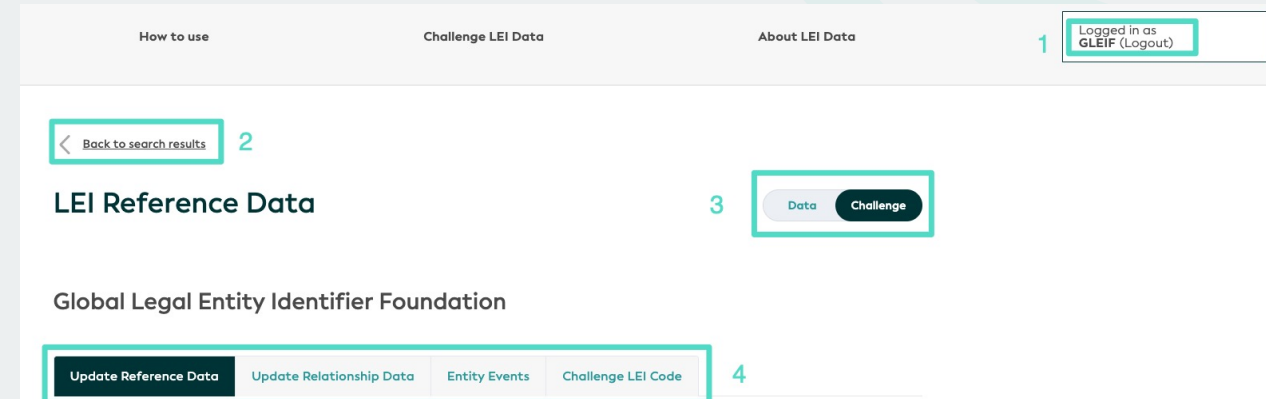 How to use
Challenge LEI Data
About LEI Data
1
Logged in as
GLEIF (Logout)
Back to search results
2
LEI Reference Data
3
Data
Challenge
Global Legal Entity Identifier Foundation
Update Reference Data
Update Relationship Data
Entity Events
Challenge LEI Code
4